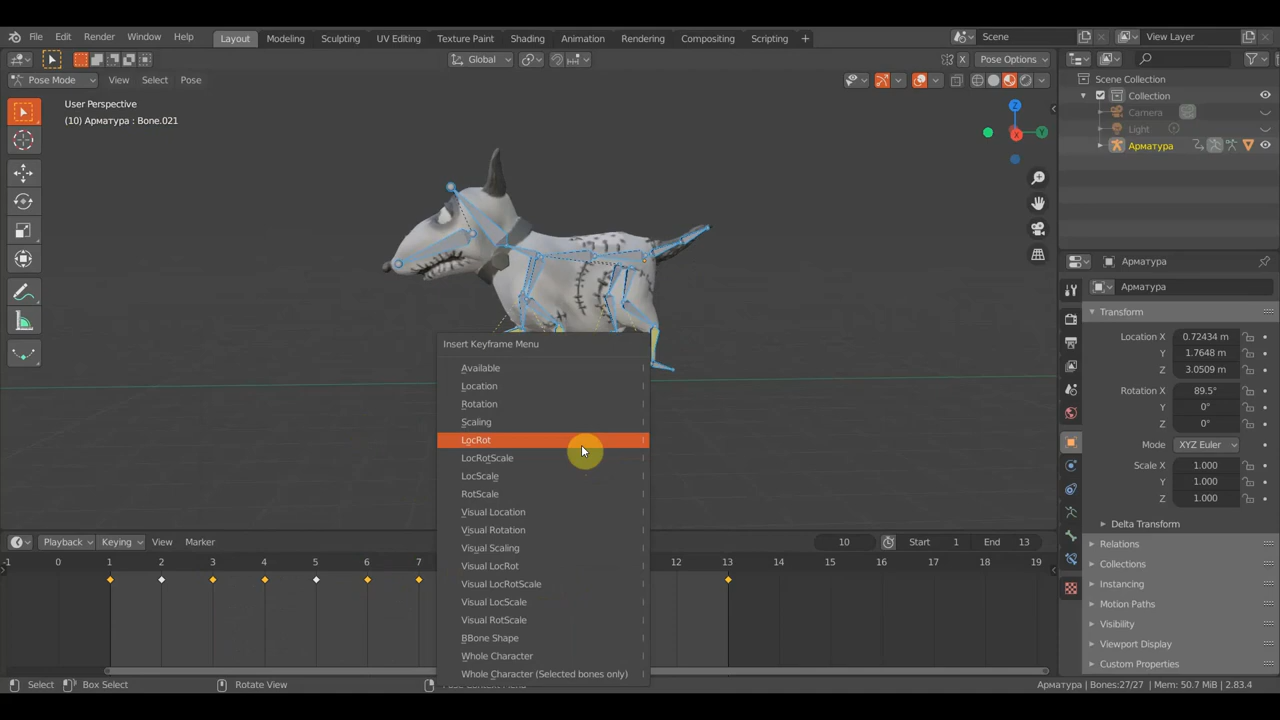 File Edit Render Window Help Layout Modeling Sculpting UV Editing Texture Paint Shading Animation Rendering Compositing Scripting + Scene View Layer
Global Pose Options
Pose Mode View Select Pose
User Perspective
(10) Арматура : Bone.021
X
Y
Z
Scene Collection
Collection
Camera
Light
Арматура
Арматура
Арматура
Transform
Location X 0.72434 m
Y 1.7648 m
Z 3.0509 m
Rotation X 89.5°
Y 0°
Z 0°
Mode XYZ Euler
Scale X 1.000
Y 1.000
Z 1.000
Delta Transform
Relations
Collections
Instancing
Motion Paths
Visibility
Viewport Display
Custom Properties
Insert Keyframe Menu
Available I
Location I
Rotation I
Scaling I
LocRot I
LocRotScale I
LocScale I
RotScale I
Visual Location I
Visual Rotation I
Visual Scaling I
Visual LocRot I
Visual LocRotScale I
Visual LocScale I
Visual RotScale I
BBone Shape I
Whole Character I
Whole Character (Selected bones only) I
Playback Keying View Marker 10 Start 1 End 13
-1 0 1 2 3 4 5 6 7 12 13 14 15 16 17 18 19
Select Box Select Rotate View Арматура | Bones:27/27 | Mem: 50.7 MiB | 2.83.4